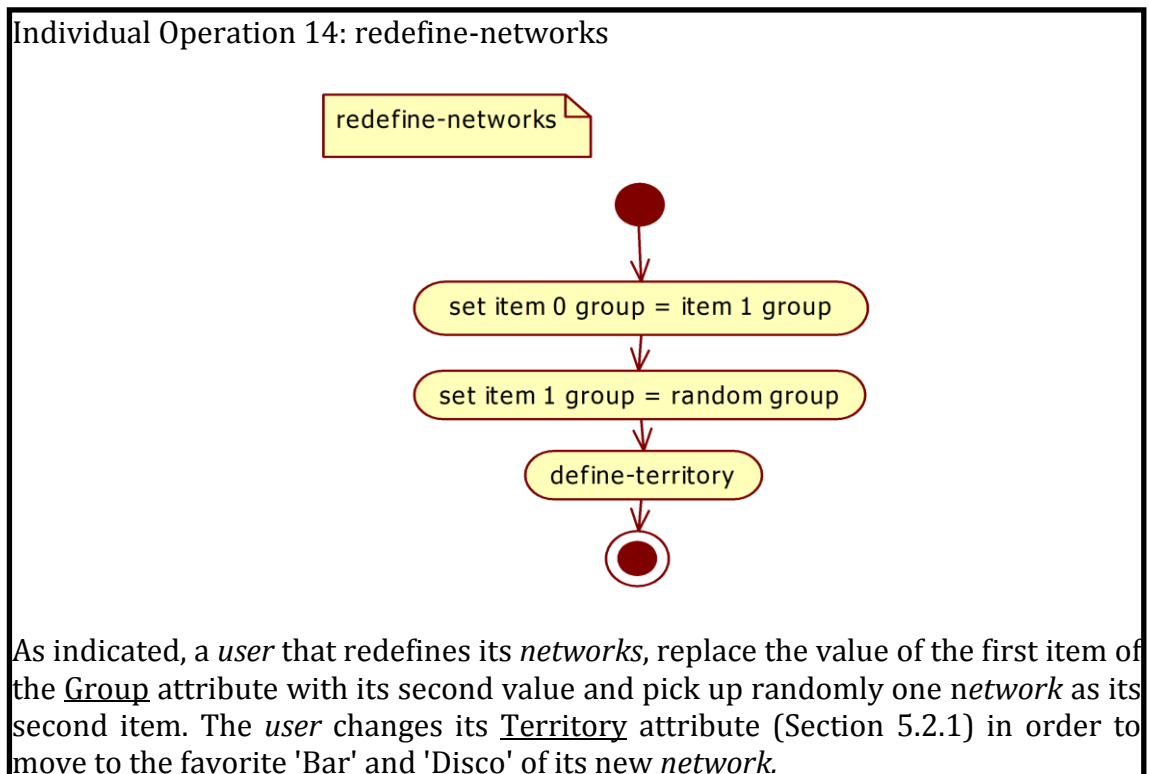 Individual Operation 14: redefine-networks
redefine-networks
set item 0 group = item 1 group
set item 1 group = random group
define-territory
As indicated, a user that redefines its networks, replace the value of the first item of
the Group attribute with its second value and pick up randomly one network as its
second item. The user changes its Territory attribute (Section 5.2.1) in order to
move to the favorite 'Bar' and 'Disco' of its new network.